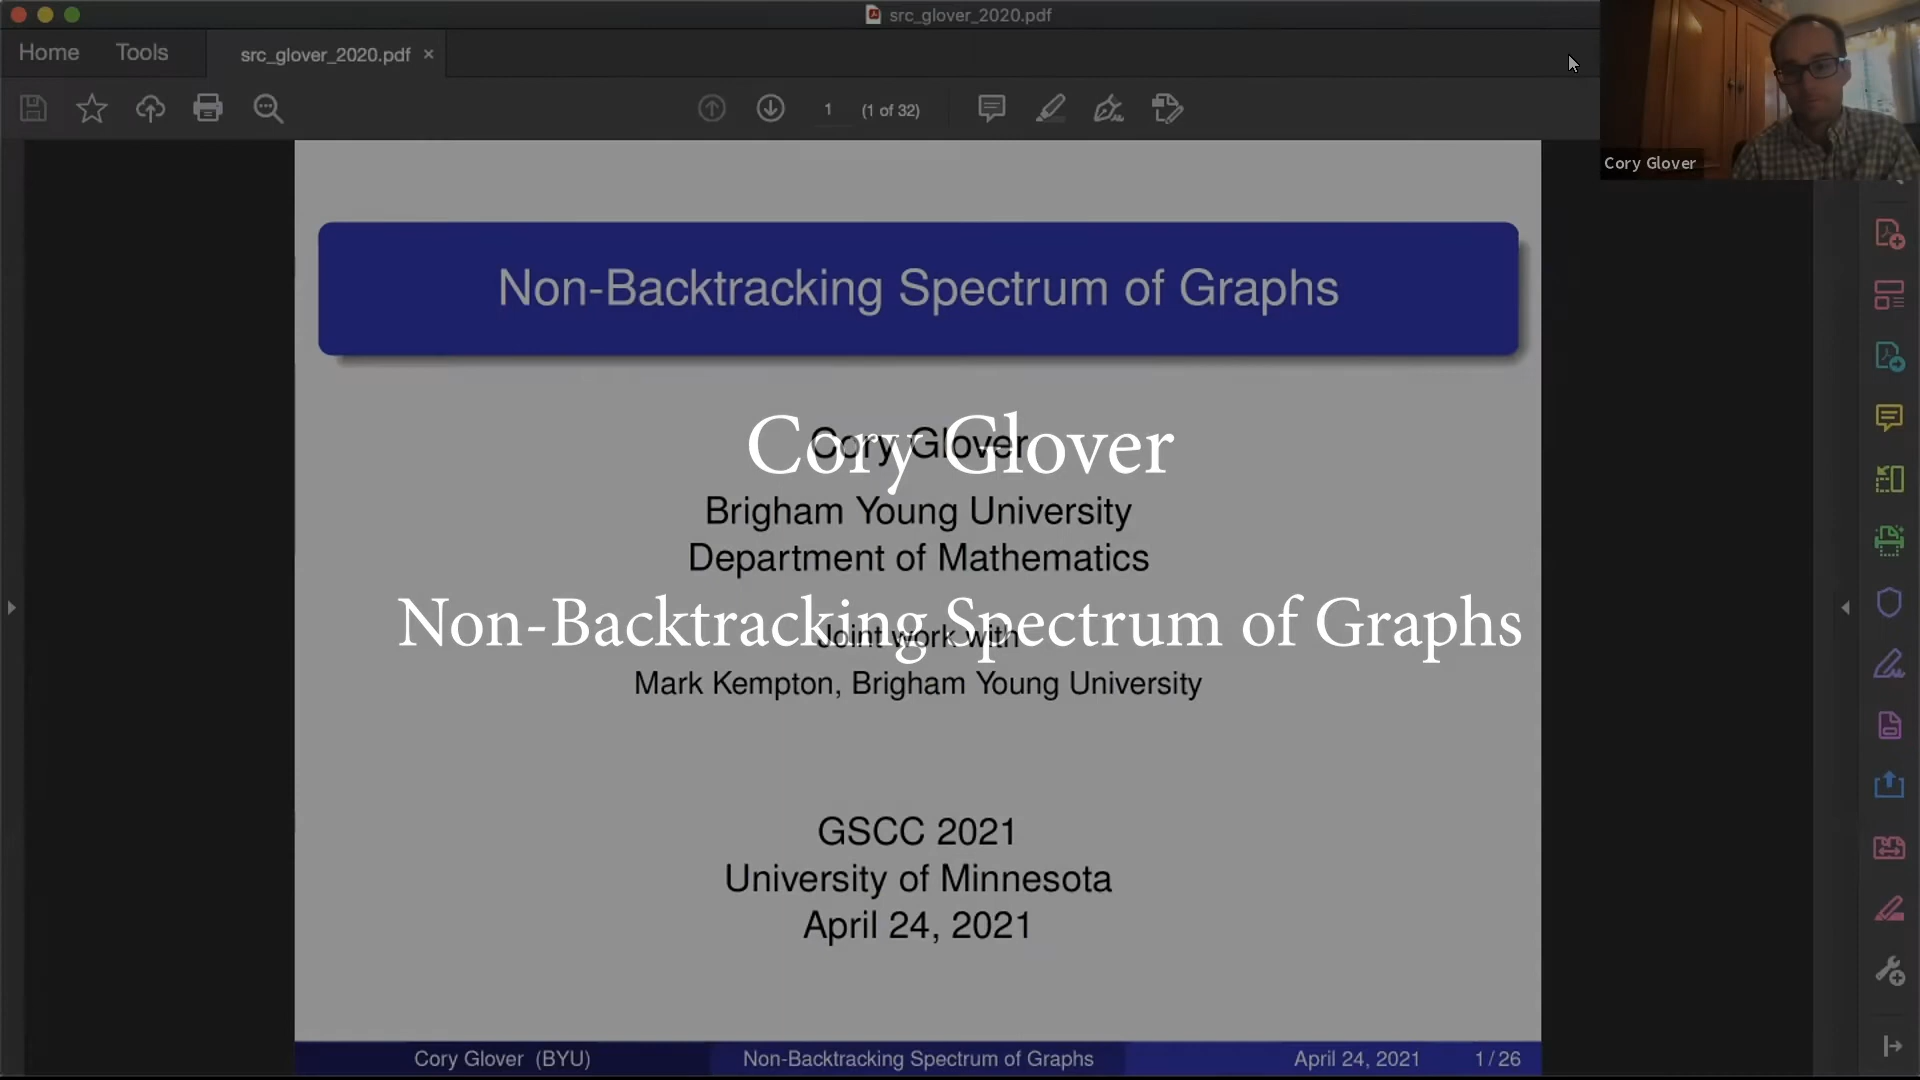 src_glover_2020.pdf
Home
Tools
src_glover_2020.pdf ×
1 (1 of 32)
Cory Glover
Non-Backtracking Spectrum of Graphs
Cory Glover
Cory Glover
Brigham Young University
Department of Mathematics
Non-Backtracking Spectrum of Graphs
Joint work with
Mark Kempton, Brigham Young University
GSCC 2021
University of Minnesota
April 24, 2021
Cory Glover (BYU)
Non-Backtracking Spectrum of Graphs
April 24, 2021
1 / 26